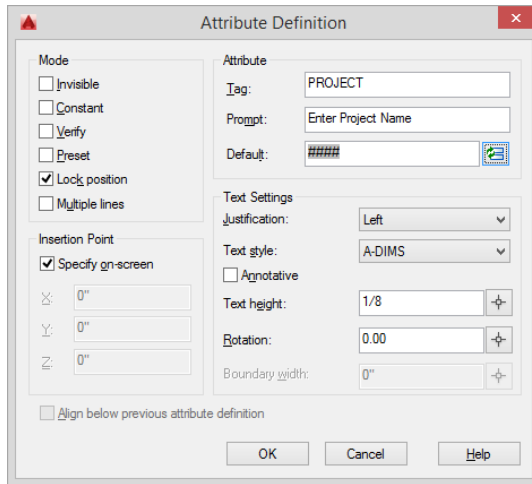 Attribute Definition
Mode
Invisible
Constant
Verify
Preset
Lock position
Multiple lines
Insertion Point
Specify on-screen
X: 0"
Y: 0"
Z: 0"
Attribute
Tag: PROJECT
Prompt: Enter Project Name
Default: ####
Text Settings
Justification: Left
Text style: A-DIMS
Annotative
Text height: 1/8
Rotation: 0.00
Boundary width: 0"
Align below previous attribute definition
OK Cancel Help